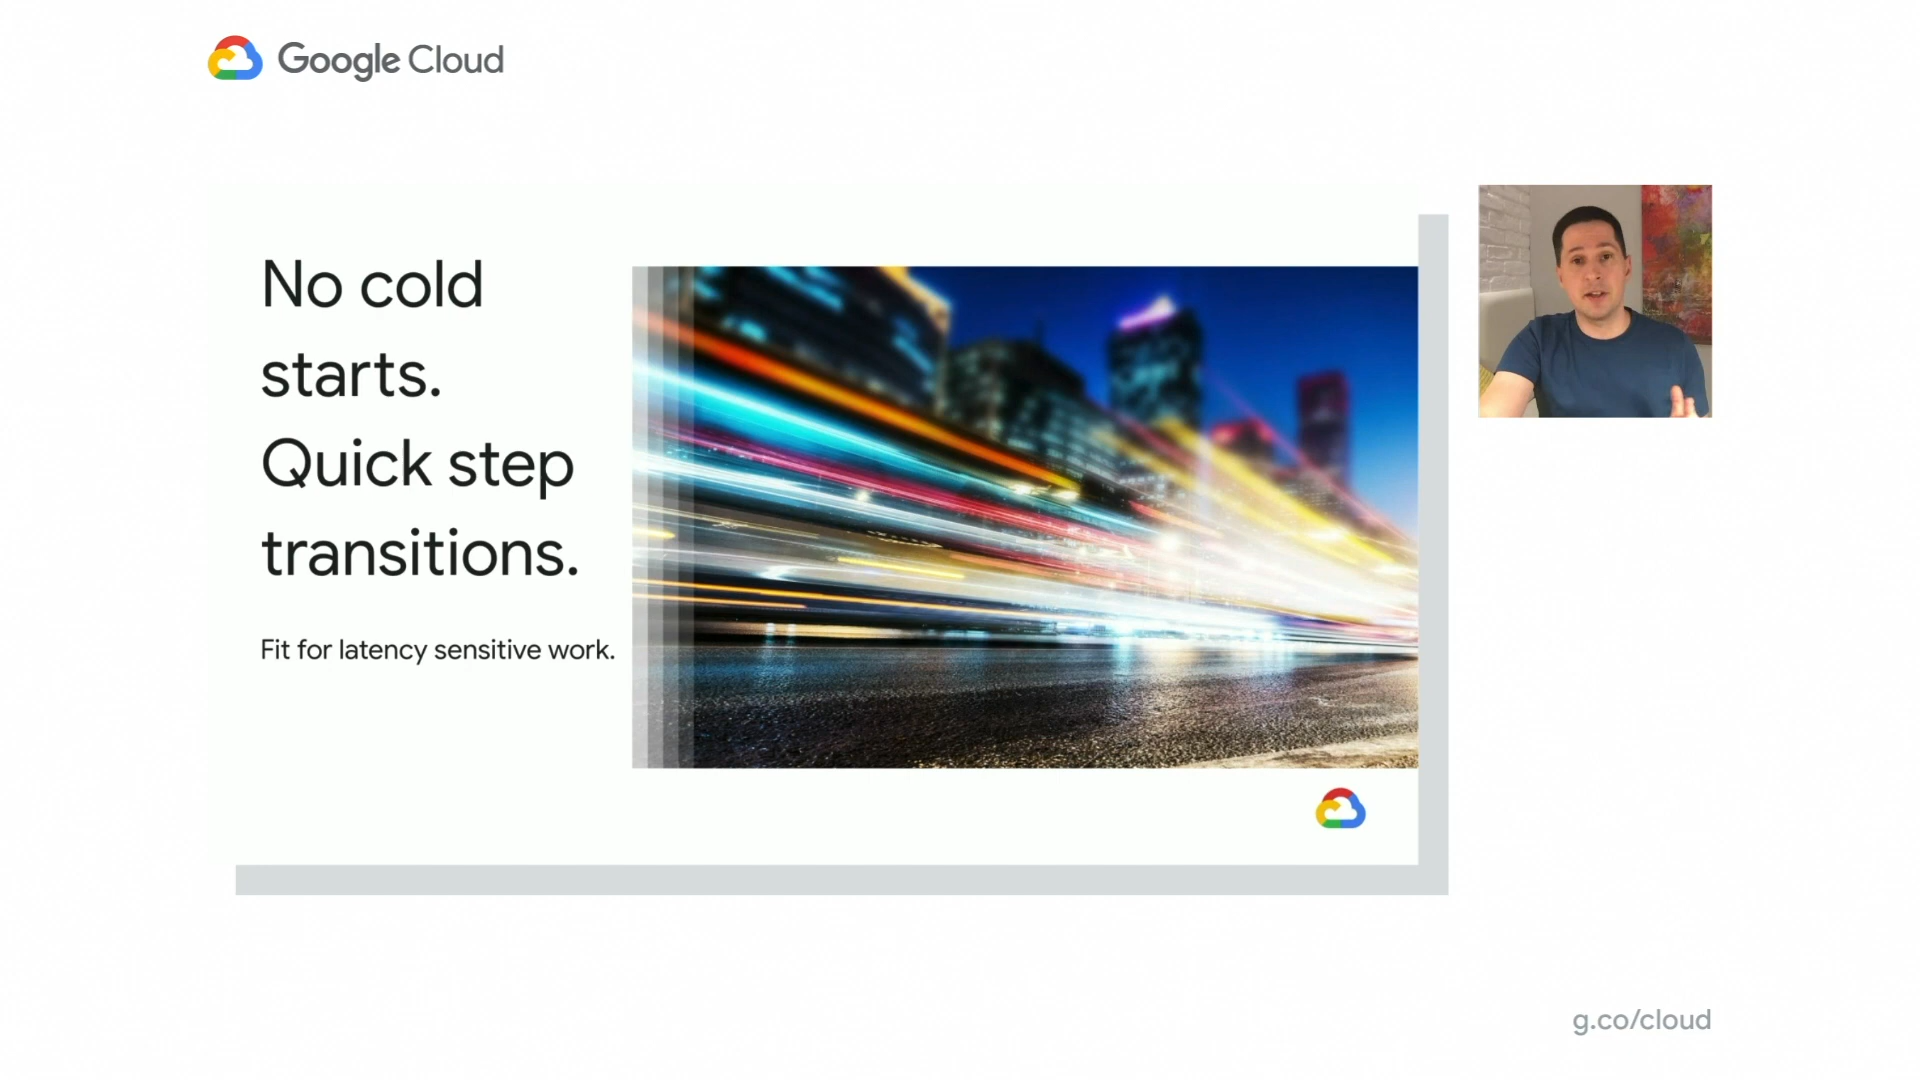 Google Cloud
No cold
starts.
Quick step
transitions.
Fit for latency sensitive work.
g.co/cloud